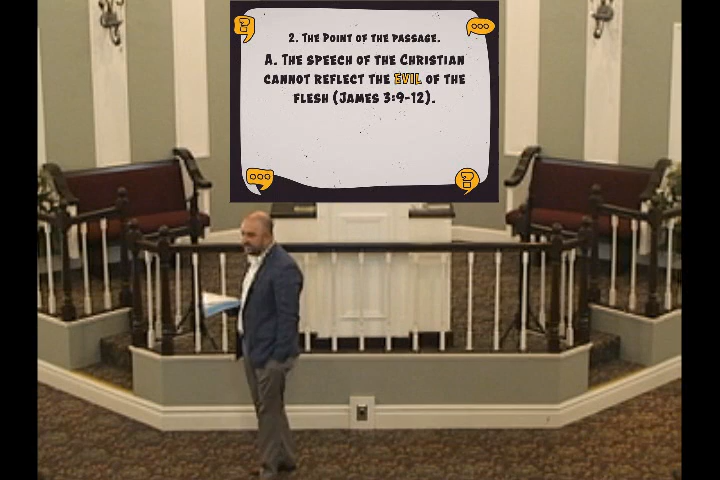 2. The Point of the passage.
A. The speech of the Christian
cannot reflect the evil of the
flesh (James 3:9-12).